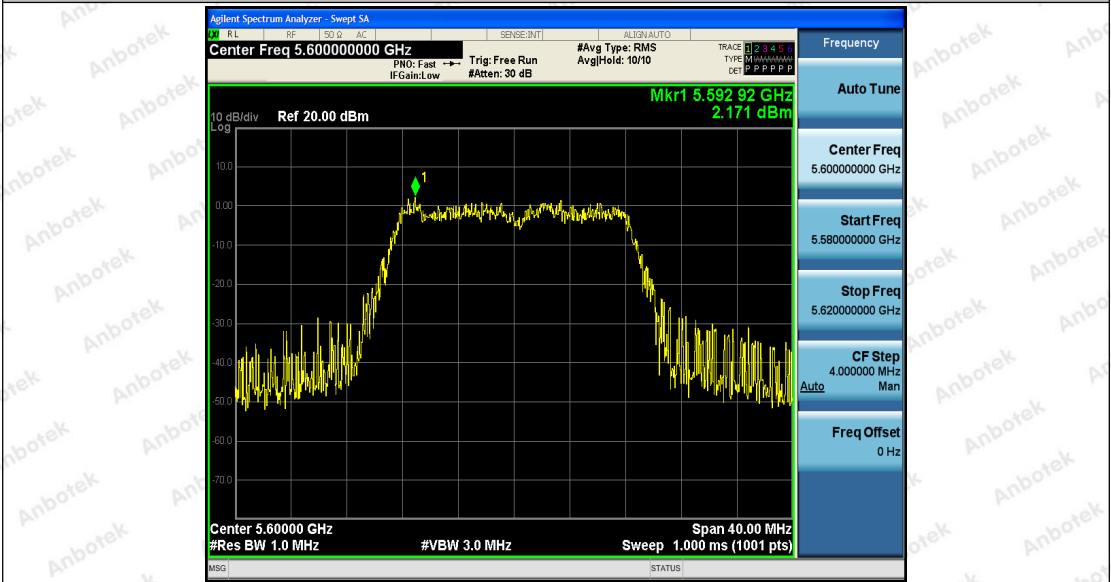 Agilent Spectrum Analyzer - Swept SA
RL RF 50 Ω AC SENSE:INT ALIGNAUTO
Center Freq 5.600000000 GHz
PNO: Fast
IFGain:Low
Trig: Free Run
#Atten: 30 dB
#Avg Type: RMS
Avg|Hold: 10/10
TRACE 1 2 3 4 5 6
TYPE M
DET P P P P P P
Mkr1 5.592 92 GHz
2.171 dBm
10 dB/div Ref 20.00 dBm
Log
10.0
0.00
-10.0
-20.0
-30.0
-40.0
-50.0
-60.0
-70.0
1
Center 5.60000 GHz
Span 40.00 MHz
#Res BW 1.0 MHz
#VBW 3.0 MHz
Sweep 1.000 ms (1001 pts)
MSG
STATUS
Frequency
Auto Tune
Center Freq
5.600000000 GHz
Start Freq
5.580000000 GHz
Stop Freq
5.620000000 GHz
CF Step
4.000000 MHz
Auto Man
Freq Offset
0 Hz
Anbotek